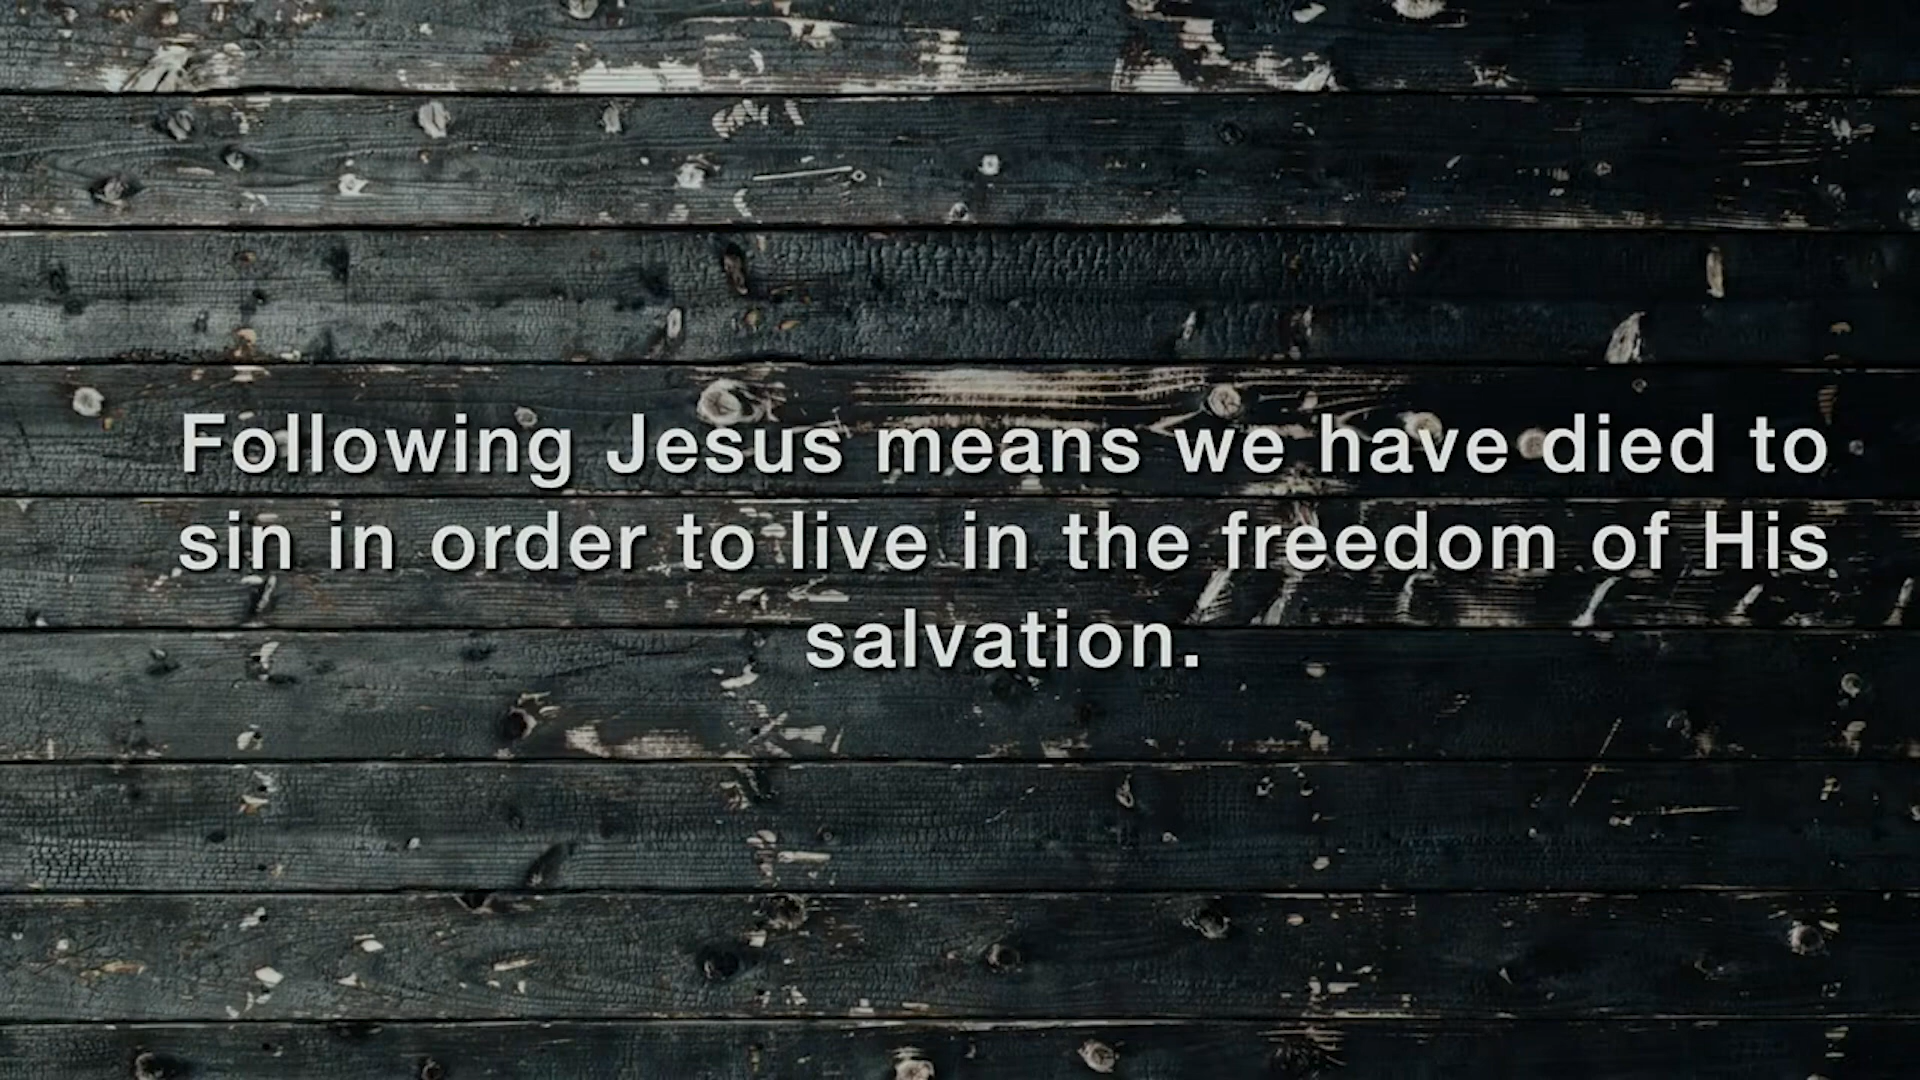 Following Jesus means we have died to
sin in order to live in the freedom of His
salvation.